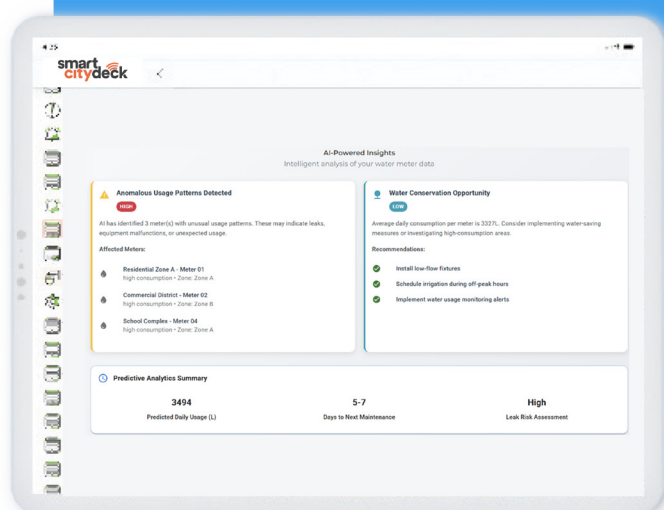 smart
citydeck
AI-Powered Insights
Intelligent analysis of your water meter data
Anomalous Usage Patterns Detected
HIGH
AI has identified 3 meter(s) with unusual usage patterns. These may indicate leaks,
equipment malfunctions, or unexpected usage.
Affected Meters:
Residential Zone A - Meter 01
high consumption • Zone: Zone A
Commercial District - Meter 02
high consumption • Zone: Zone B
School Complex - Meter 04
high consumption • Zone: Zone A
Water Conservation Opportunity
LOW
Average daily consumption per meter is 3327L. Consider implementing water-saving
measures or investigating high-consumption areas.
Recommendations:
Install low-flow fixtures
Schedule irrigation during off-peak hours
Implement water usage monitoring alerts
Predictive Analytics Summary
3494
Predicted Daily Usage (L)
5-7
Days to Next Maintenance
High
Leak Risk Assessment